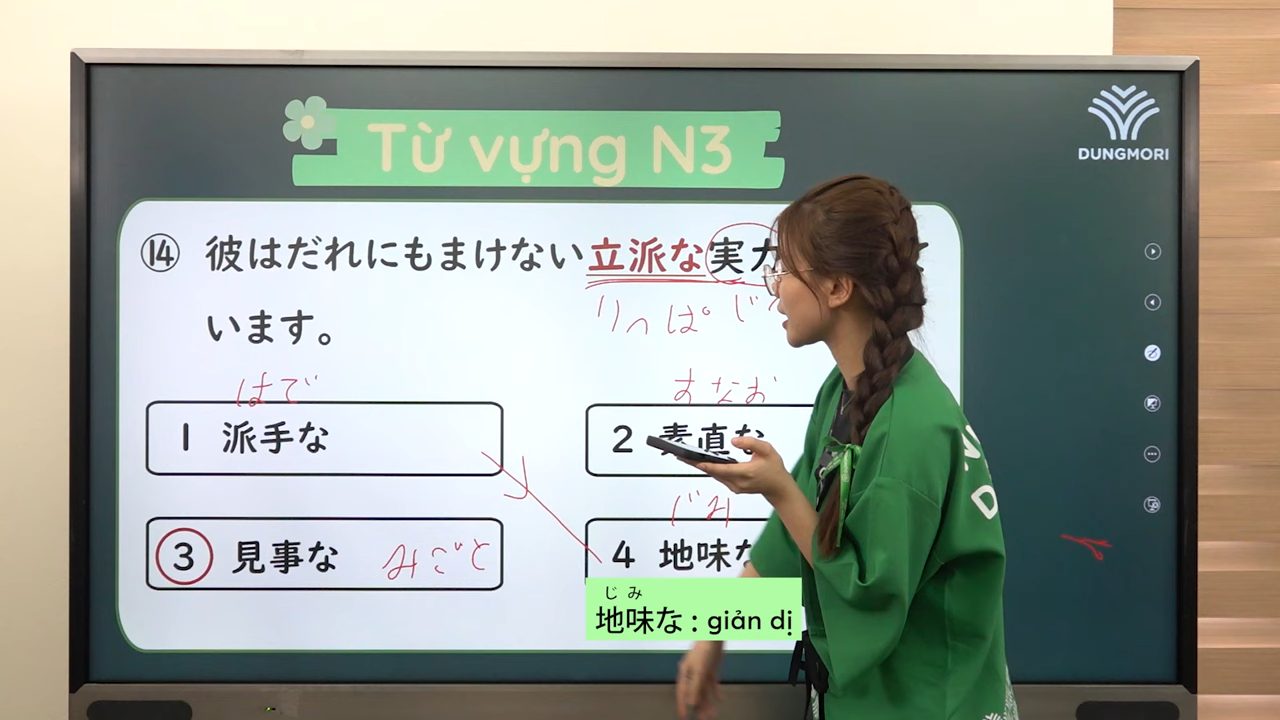 Từ vựng N3
DUNGMORI
⑭ 彼はだれにもまけない立派な実
りっぱ じ
います。
はで
1 派手な
すなお
2 素直な
3 見事な みごと
じみ
4 地味な
じみ
地味な : giản dị